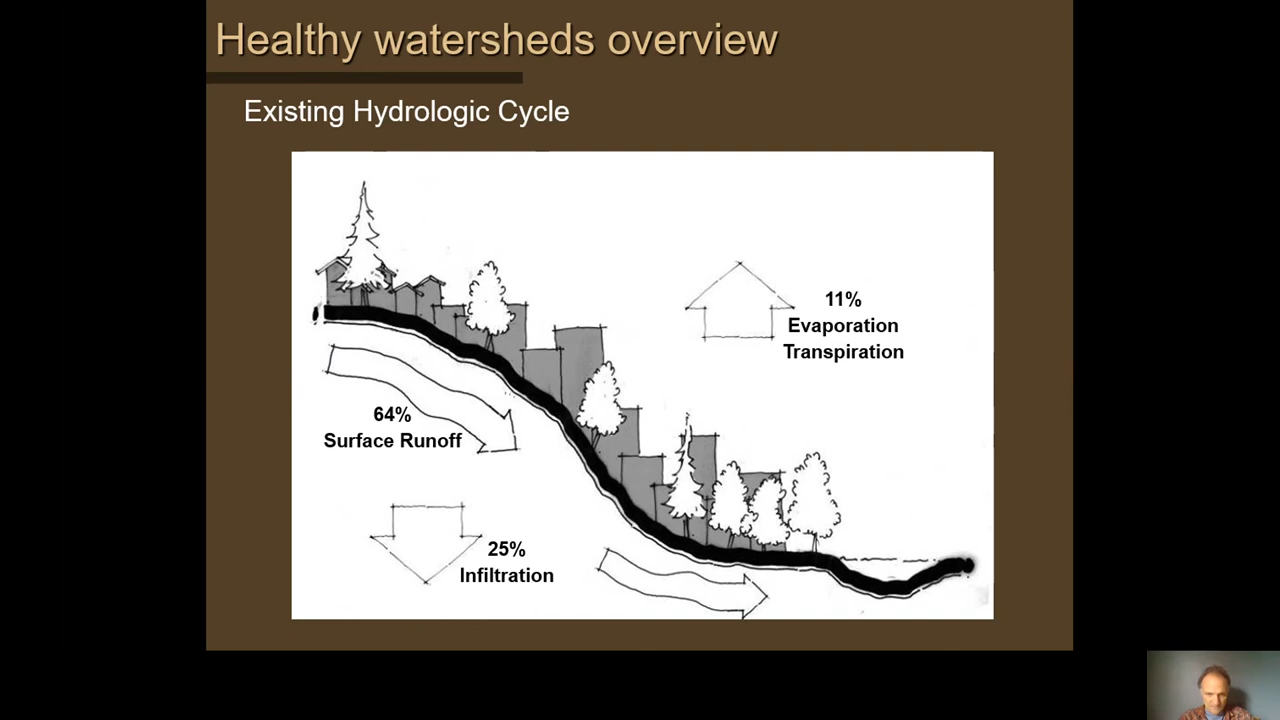 Healthy watersheds overview
Existing Hydrologic Cycle
11%
Evaporation
Transpiration
64%
Surface Runoff
25%
Infiltration